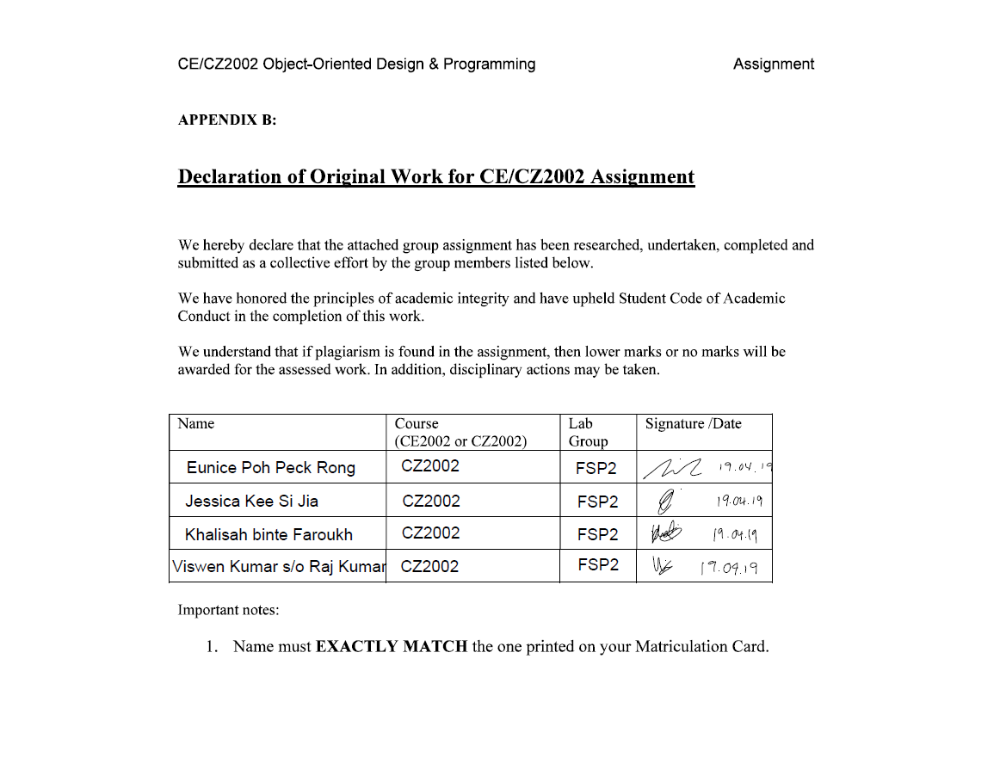 CE/CZ2002 Object-Oriented Design & Programming Assignment
APPENDIX B:
Declaration of Original Work for CE/CZ2002 Assignment
We hereby declare that the attached group assignment has been researched, undertaken, completed and
submitted as a collective effort by the group members listed below.
We have honored the principles of academic integrity and have upheld Student Code of Academic
Conduct in the completion of this work.
We understand that if plagiarism is found in the assignment, then lower marks or no marks will be
awarded for the assessed work. In addition, disciplinary actions may be taken.
Name Course Lab Signature /Date
(CE2002 or CZ2002) Group
Eunice Poh Peck Rong CZ2002 FSP2 19.04.19
Jessica Kee Si Jia CZ2002 FSP2 19.04.19
Khalisah binte Faroukh CZ2002 FSP2 19.04.19
Viswen Kumar s/o Raj Kumar CZ2002 FSP2 19.04.19
Important notes:
1. Name must EXACTLY MATCH the one printed on your Matriculation Card.